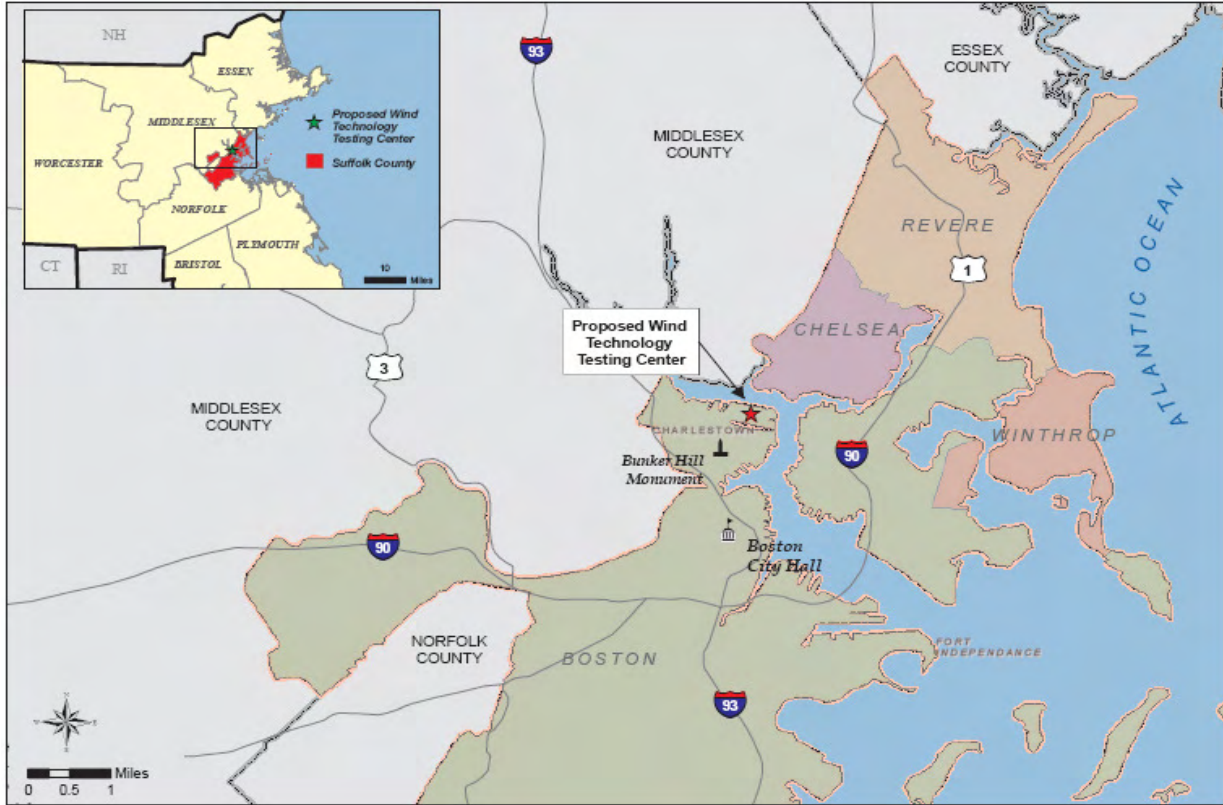 NH
ESSEX
MIDDLESEX
WORCESTER
NORFOLK
PLYMOUTH
BRISTOL
CT
RI
Proposed Wind
Technology
Testing Center
Suffolk County
10
Miles
93
ESSEX
COUNTY
MIDDLESEX
COUNTY
REVERE
1
ATLANTIC OCEAN
Proposed Wind
Technology
Testing Center
CHELSEA
3
MIDDLESEX
COUNTY
CHARLESTOWN
WINTHROP
90
Bunker Hill
Monument
90
Boston
City Hall
NORFOLK
COUNTY
BOSTON
FORT
INDEPENDANCE
93
0 0.5 1 Miles